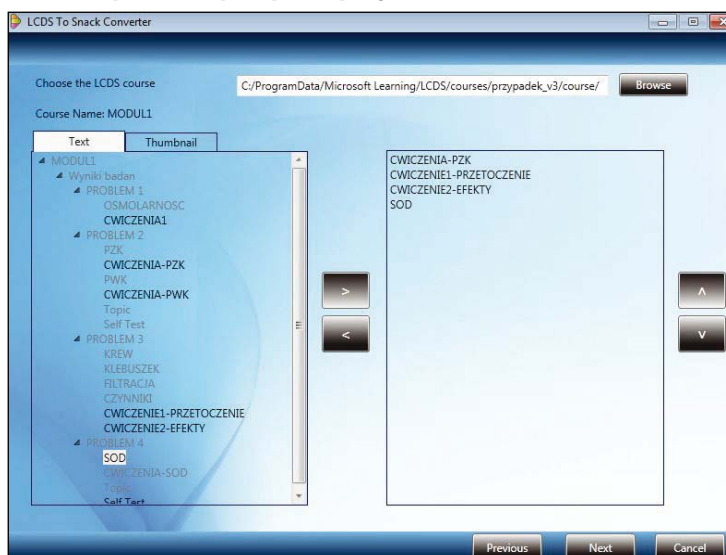 LCDS To Snack Converter
Choose the LCDS course
C:/ProgramData/Microsoft Learning/LCDS/courses/przypadek_v3/course/
Browse
Course Name: MODUL1
Text
Thumbnail
MODUL1
Wyniki badan
PROBLEM 1
OSMOLARNOSC
CWICZENIA1
PROBLEM 2
PZK
CWICZENIA-PZK
PWK
CWICZENIA-PWK
Topic
Self Test
PROBLEM 3
KREW
KLEBUSZEK
FILTRACJA
CZYNNIKI
CWICZENIE1-PRZETOCZENIE
CWICZENIE2-EFEKTY
PROBLEM 4
SOD
CWICZENIA-SOD
Topic
Self Test
>
<
CWICZENIA-PZK
CWICZENIE1-PRZETOCZENIE
CWICZENIE2-EFEKTY
SOD
Previous
Next
Cancel